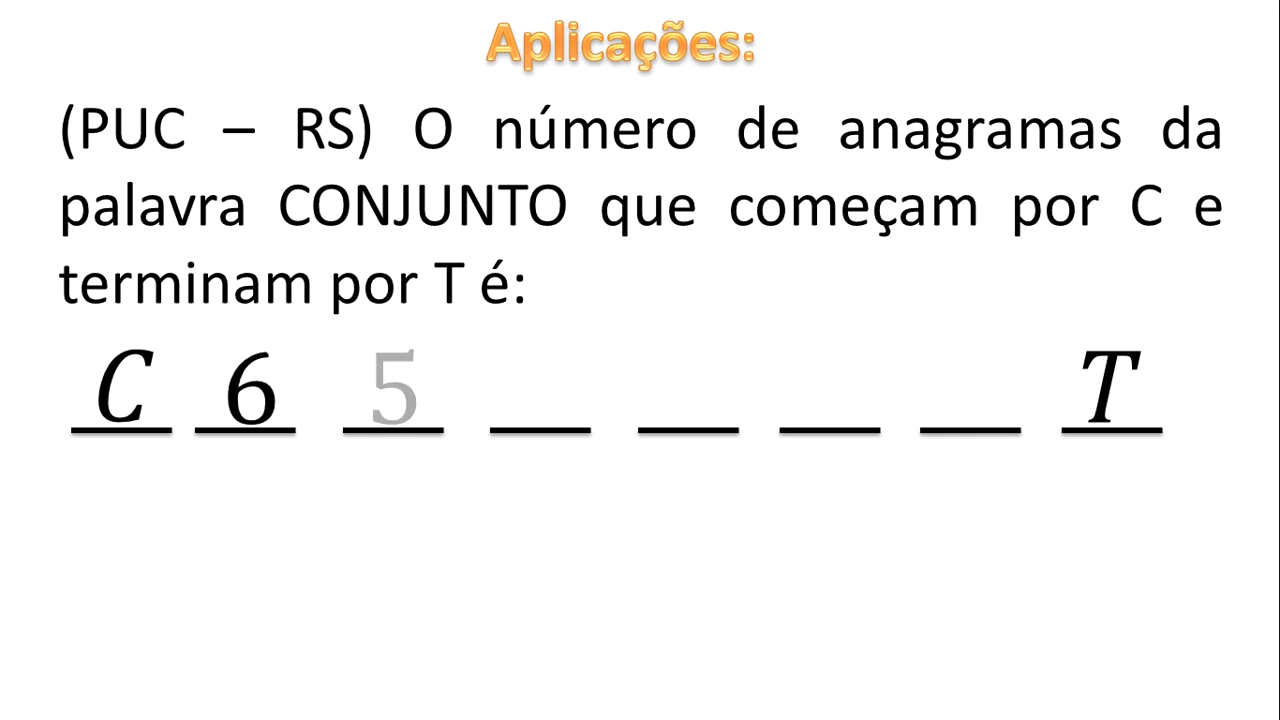 Aplicações:
(PUC – RS) O número de anagramas da
palavra CONJUNTO que começam por C e
terminam por T é:
C 6 5 T